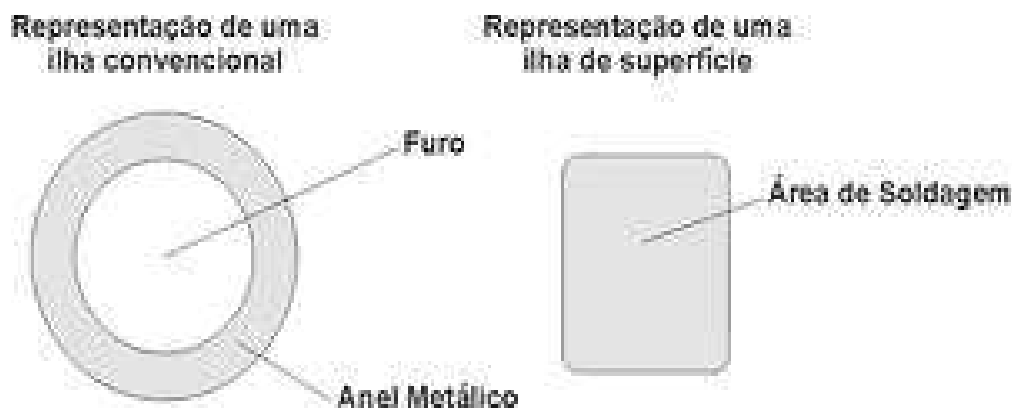 Representação de uma
ilha convencional
Representação de uma
ilha de superfície
Furo
Área de Soldagem
Anel Metálico